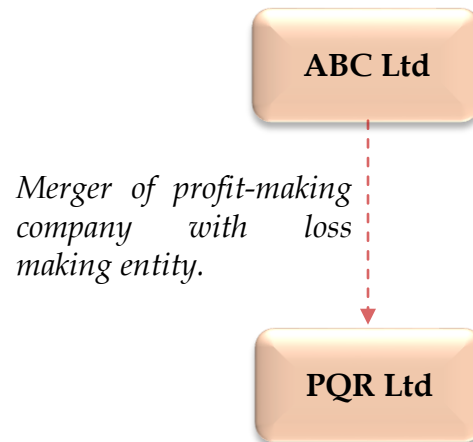 ABC Ltd
Merger of profit-making
company with loss
making entity.
PQR Ltd